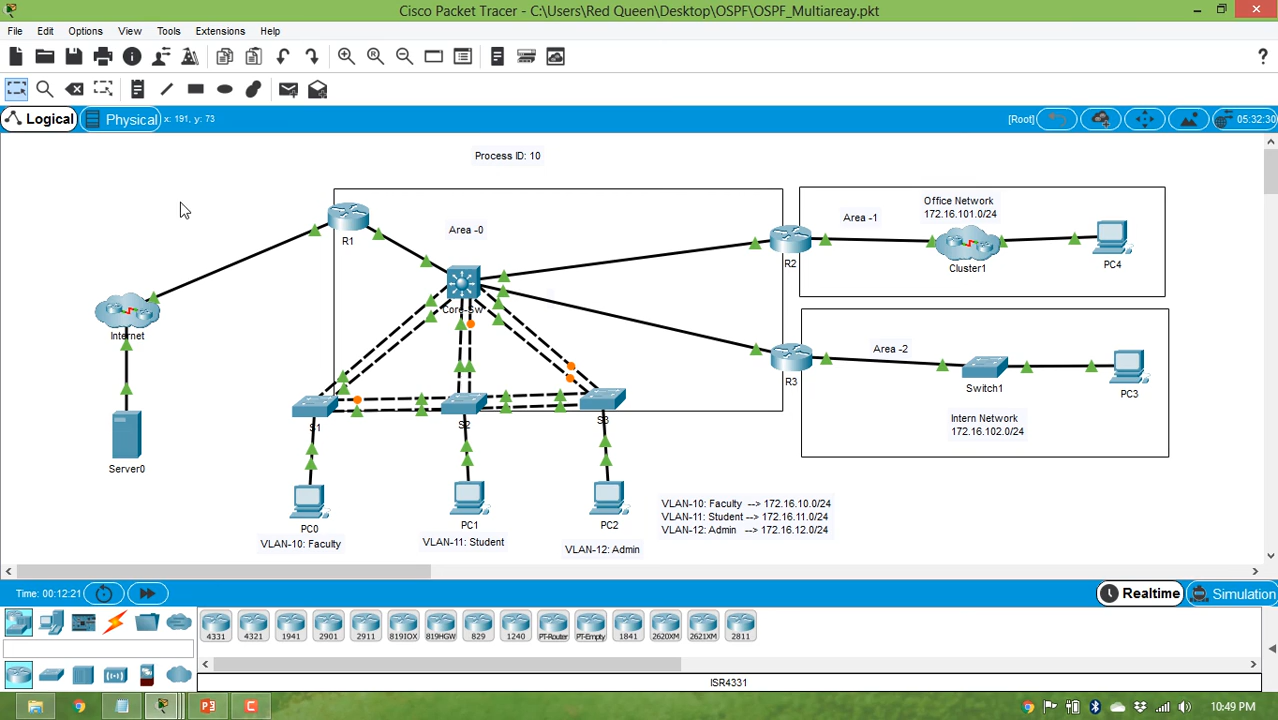 Cisco Packet Tracer - C:\Users\Red Queen\Desktop\OSPF\OSPF_Multiareay.pkt
File Edit Options View Tools Extensions Help
Logical Physical x: 191, y: 73 [Root] 05:32:30
Process ID: 10
Office Network
172.16.101.0/24
Area -1
Area -0
R1
R2
Cluster1
PC4
Core-Sw
Internet
Area -2
R3
Switch1
PC3
Intern Network
172.16.102.0/24
S1
S2
S3
Server0
VLAN-10: Faculty --> 172.16.10.0/24
VLAN-11: Student --> 172.16.11.0/24
VLAN-12: Admin --> 172.16.12.0/24
PC0
PC1
PC2
VLAN-10: Faculty
VLAN-11: Student
VLAN-12: Admin
Time: 00:12:21 Realtime Simulation
4331 4321 1941 2901 2911 819IOX 819HGW 829 1240 PT-Router PT-Empty 1841 2620XM 2621XM 2811
ISR4331
10:49 PM